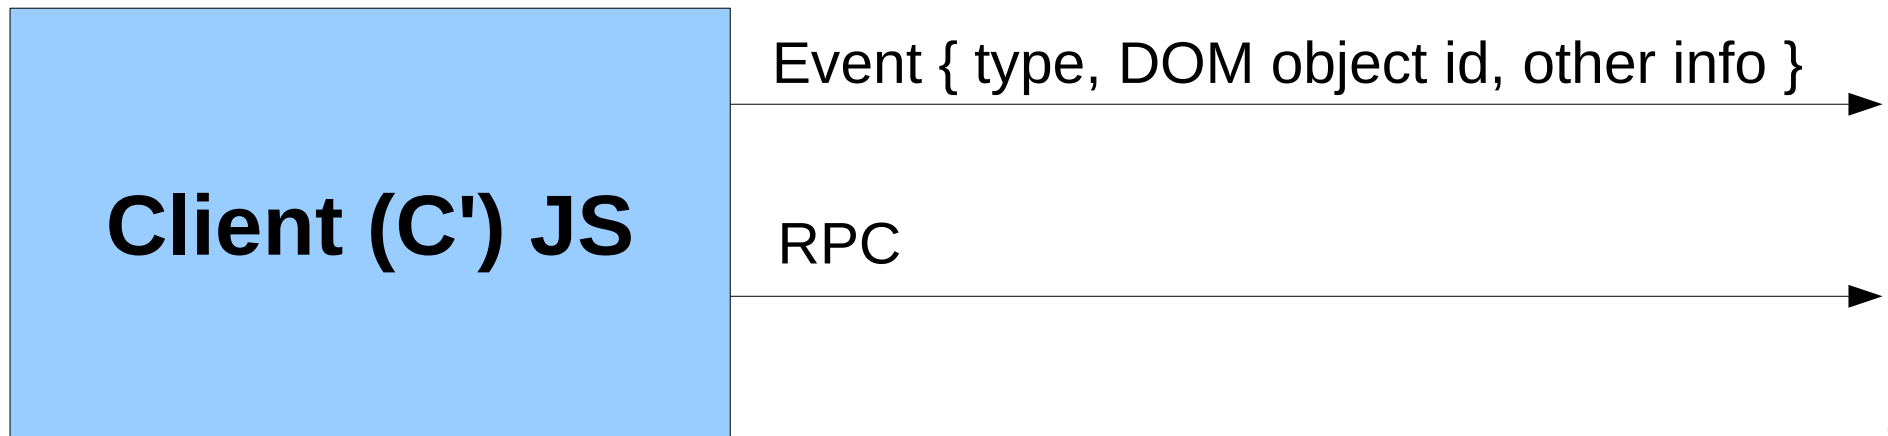 Event { type, DOM object id, other info }
Client (C') JS
RPC